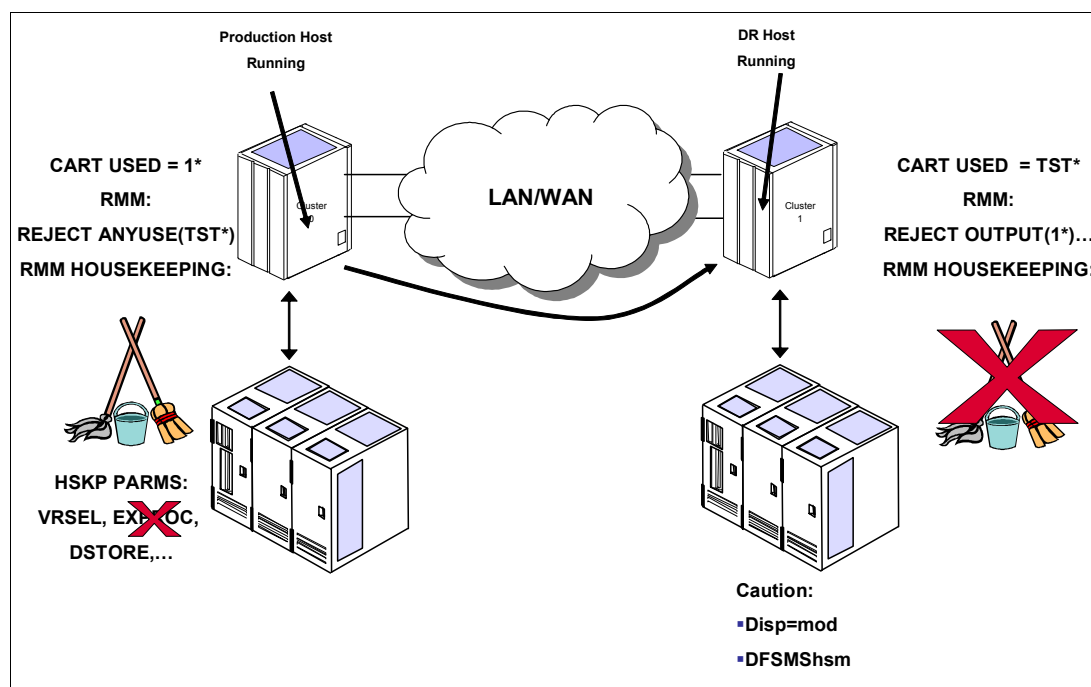 Production Host
Running
DR Host
Running
CART USED = 1*
RMM:
REJECT ANYUSE(TST*)
RMM HOUSEKEEPING:
Cluster
0
LAN/WAN
Cluster
1
CART USED = TST*
RMM:
REJECT OUTPUT(1*)…
RMM HOUSEKEEPING:
HSKP PARMS:
VRSEL, EXPROC,
DSTORE,…
Caution:
▪Disp=mod
▪DFSMShsm